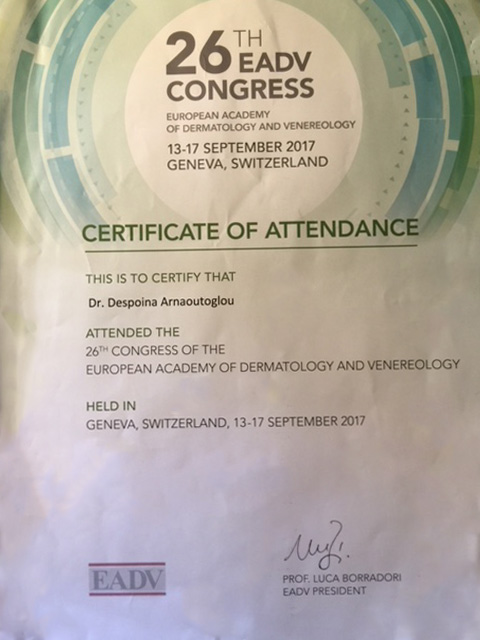 26TH EADV
CONGRESS
EUROPEAN ACADEMY
OF DERMATOLOGY AND VENEREOLOGY
13-17 SEPTEMBER 2017
GENEVA, SWITZERLAND
CERTIFICATE OF ATTENDANCE
THIS IS TO CERTIFY THAT
Dr. Despoina Arnaoutoglou
ATTENDED THE
26TH CONGRESS OF THE
EUROPEAN ACADEMY OF DERMATOLOGY AND VENEREOLOGY
HELD IN
GENEVA, SWITZERLAND, 13-17 SEPTEMBER 2017
EADV
PROF. LUCA BORRADORI
EADV PRESIDENT